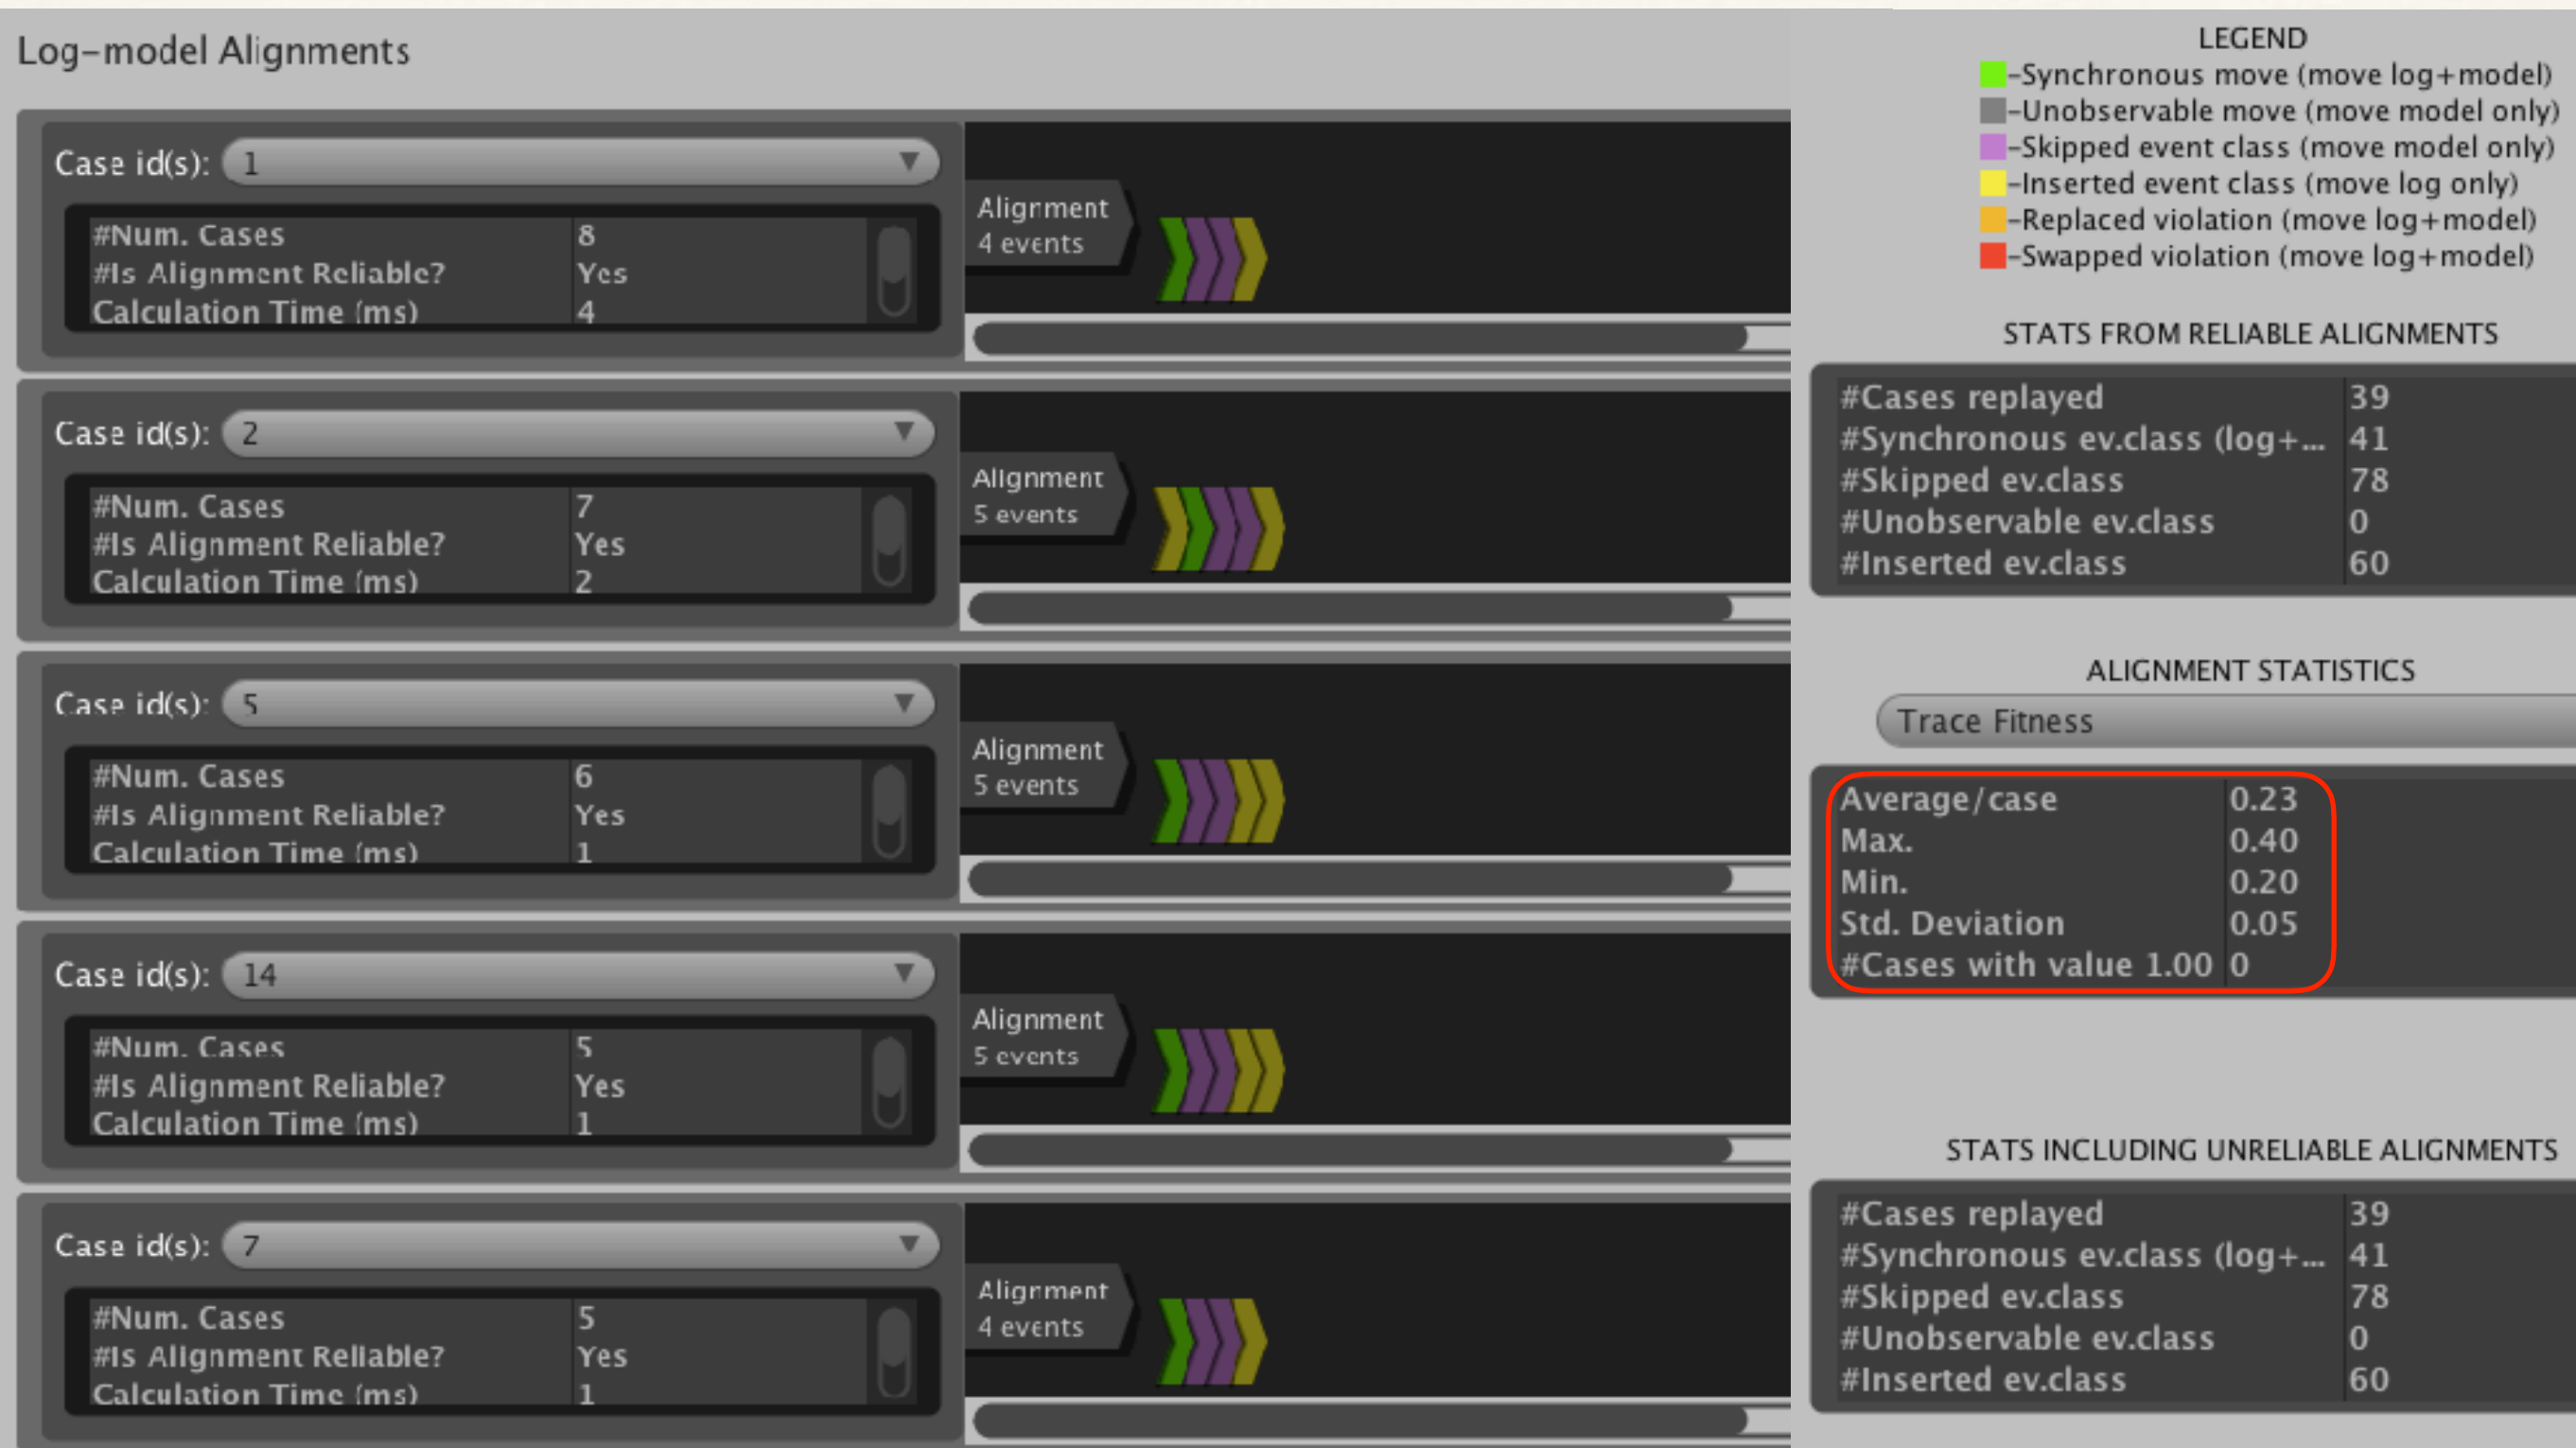 Log-model Alignments
Case id(s): 1
#Num. Cases 8
#Is Alignment Reliable? Yes
Calculation Time (ms) 4
Alignment
4 events
Case id(s): 2
#Num. Cases 7
#Is Alignment Reliable? Yes
Calculation Time (ms) 2
Alignment
5 events
Case id(s): 5
#Num. Cases 6
#Is Alignment Reliable? Yes
Calculation Time (ms) 1
Alignment
5 events
Case id(s): 14
#Num. Cases 5
#Is Alignment Reliable? Yes
Calculation Time (ms) 1
Alignment
5 events
Case id(s): 7
#Num. Cases 5
#Is Alignment Reliable? Yes
Calculation Time (ms) 1
Alignment
4 events
LEGEND
-Synchronous move (move log+model)
-Unobservable move (move model only)
-Skipped event class (move model only)
-Inserted event class (move log only)
-Replaced violation (move log+model)
-Swapped violation (move log+model)
STATS FROM RELIABLE ALIGNMENTS
#Cases replayed 39
#Synchronous ev.class (log+... 41
#Skipped ev.class 78
#Unobservable ev.class 0
#Inserted ev.class 60
ALIGNMENT STATISTICS
Trace Fitness
Average/case 0.23
Max. 0.40
Min. 0.20
Std. Deviation 0.05
#Cases with value 1.00 0
STATS INCLUDING UNRELIABLE ALIGNMENTS
#Cases replayed 39
#Synchronous ev.class (log+... 41
#Skipped ev.class 78
#Unobservable ev.class 0
#Inserted ev.class 60